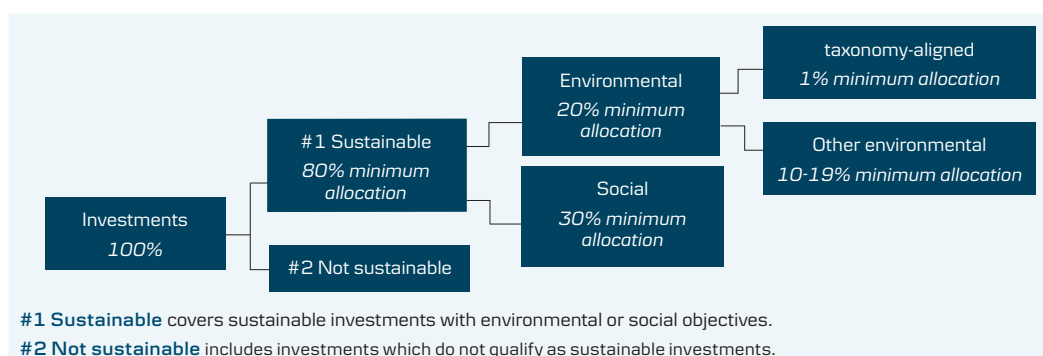 taxonomy-aligned
1% minimum allocation
Environmental
20% minimum
allocation
Other environmental
10-19% minimum allocation
#1 Sustainable
80% minimum
allocation
Social
30% minimum
allocation
Investments
100%
#2 Not sustainable
#1 Sustainable covers sustainable investments with environmental or social objectives.
#2 Not sustainable includes investments which do not qualify as sustainable investments.